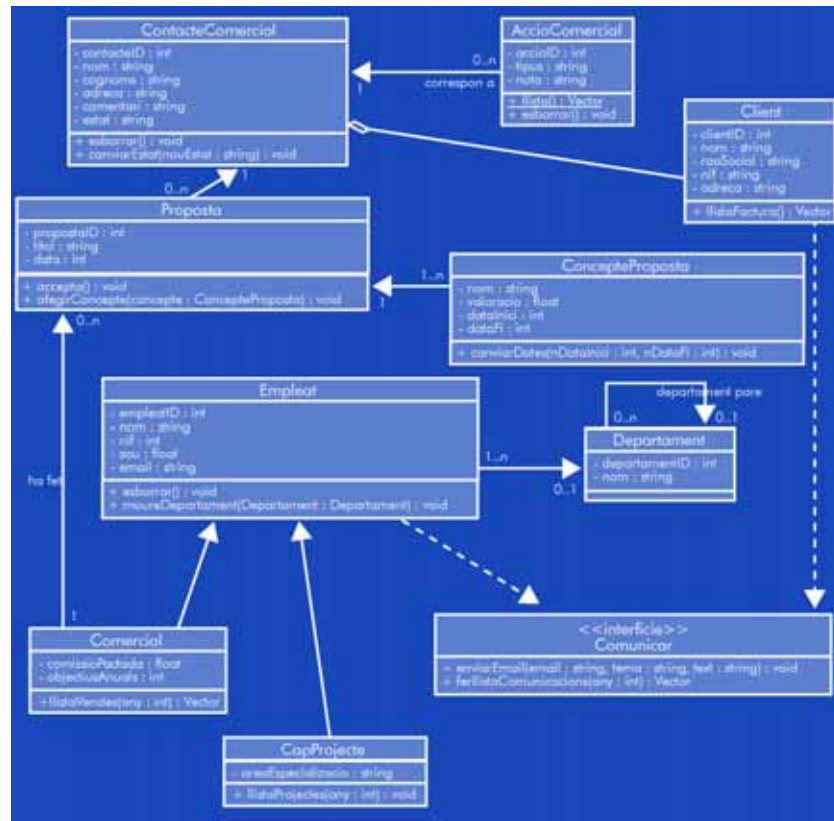 ContacteComercial
- contacteID : int
- nom : string
- cognoms : string
- adreca : string
- comentari : string
- estat : string
+ esborrar() : void
+ canviarEstat(nouEstat : string) : void
AccioComercial
- accioID : int
- tipus : string
- nota : string
+ llista() : Vector
+ esborrar() : void
0..n
correspon a
1
Client
- clientID : int
- nom : string
- raoSocial : string
- nif : string
- adreca : string
+ llistaFactura() : Vector
1
0..n
Proposta
- propostaID : int
- titol : string
- data : int
+ accepta() : void
+ afegirConcepte(concepte : ConcepteProposta) : void
1..n
1
ConcepteProposta
- nom : string
- valoracio : float
- dataInici : int
- dataFi : int
+ canviarDates(nDataInici : int, nDataFi : int) : void
0..n
ha fet
1
Empleat
- empleatID : int
- nom : string
- nif : int
- sou : float
- email : string
+ esborrar() : void
+ moureDepartament(Departament : Departament) : void
departament pare
0..n
0..1
1..n
0..1
Departament
- departamentID : int
- nom : string
Comercial
- comissioPactada : float
- objectiusAnuals : int
+llistaVendes(any : int) : Vector
<<interfície>>
Comunicar
+ enviarEmail(email : string, tema : string, text : string) : void
+ ferllistaComunicacions(any : int) : Vector
CapProjecte
- areaEspecialitzacio : string
+ llistaProjectes(any : int) : void